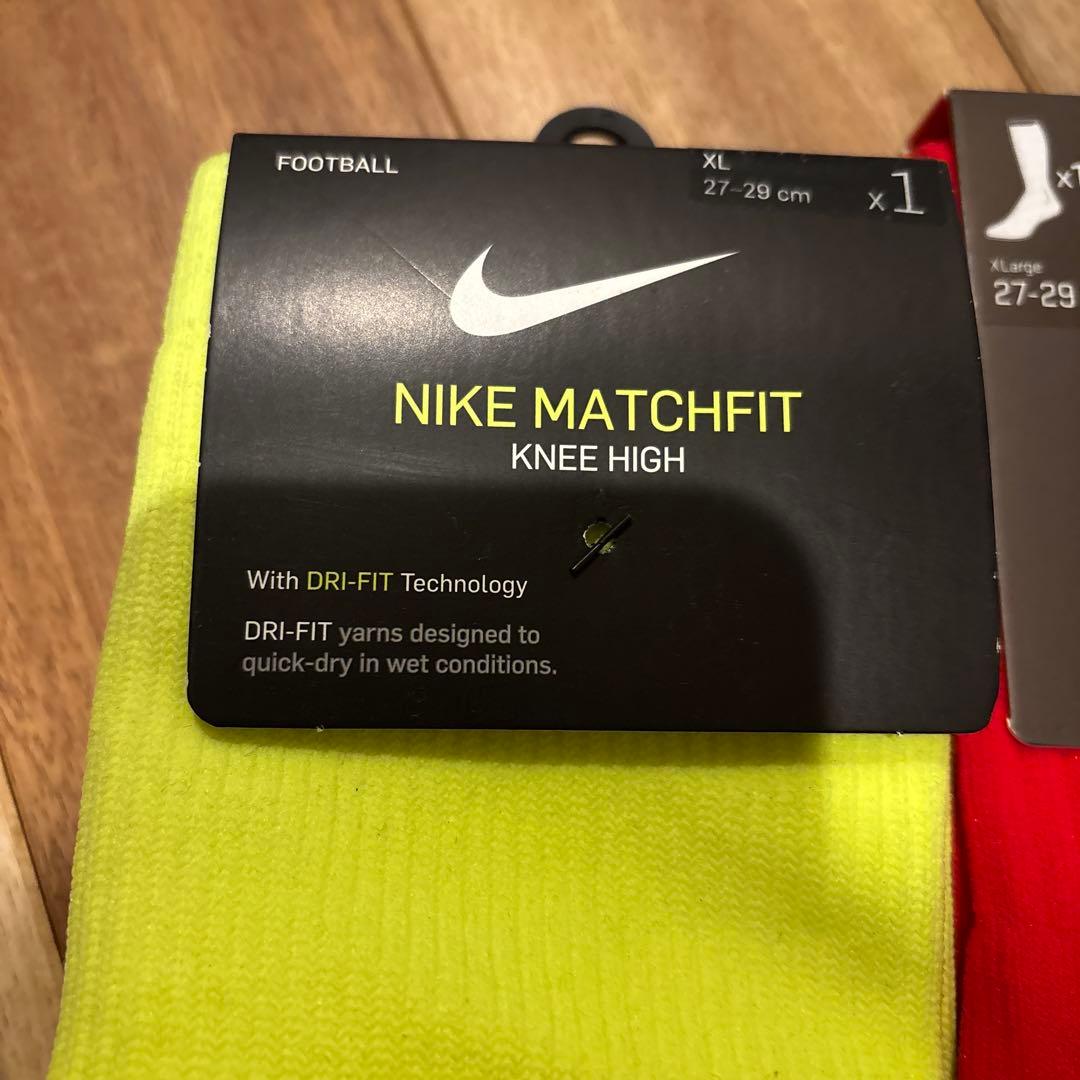 FOOTBALL
XL
27-29 cm
x1
NIKE MATCHFIT
KNEE HIGH
With DRI-FIT Technology
DRI-FIT yarns designed to
quick-dry in wet conditions.
x1
XLarge
27-29